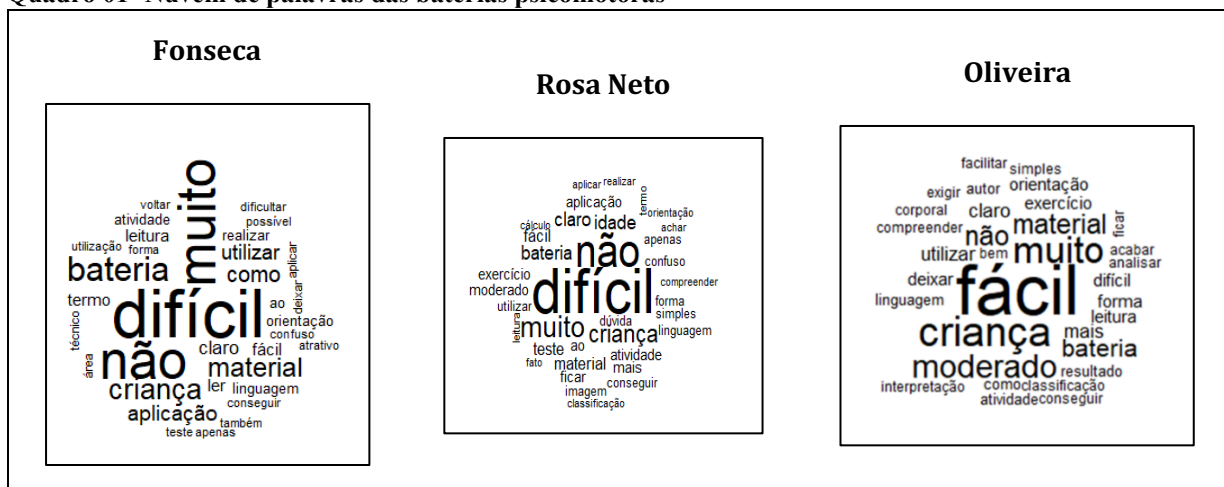 Quadro 01- Nuvem de palavras das baterias psicomotoras
Fonseca
muito
voltar
dificultar
atividade
possível
leitura
realizar
utilização
forma
utilizar
bateria
como
aplicar
termo
difícil
ao
deixar
orientação
confuso
técnico
não
claro
fácil
atrativo
área
material
criança
ler
linguagem
conseguir
aplicação
também
teste
apenas
Rosa Neto
aplicar
realizar
aplicação
termo
cálculo
claro
idade
orientação
fácil
achar
bateria
não
apenas
confuso
exercício
moderado
difícil
compreender
utilizar
forma
simples
leitura
muito
dúvida
criança
linguagem
teste
ao
atividade
fato
material
mais
ficar
conseguir
imagem
classificação
Oliveira
facilitar
simples
exigir
autor
orientação
corporal
claro
exercício
compreender
não
material
ficar
utilizar
bem
muito
acabar
analisar
deixar
fácil
difícil
linguagem
forma
leitura
criança
mais
bateria
moderado
resultado
interpretação
como
classificação
atividade
conseguir